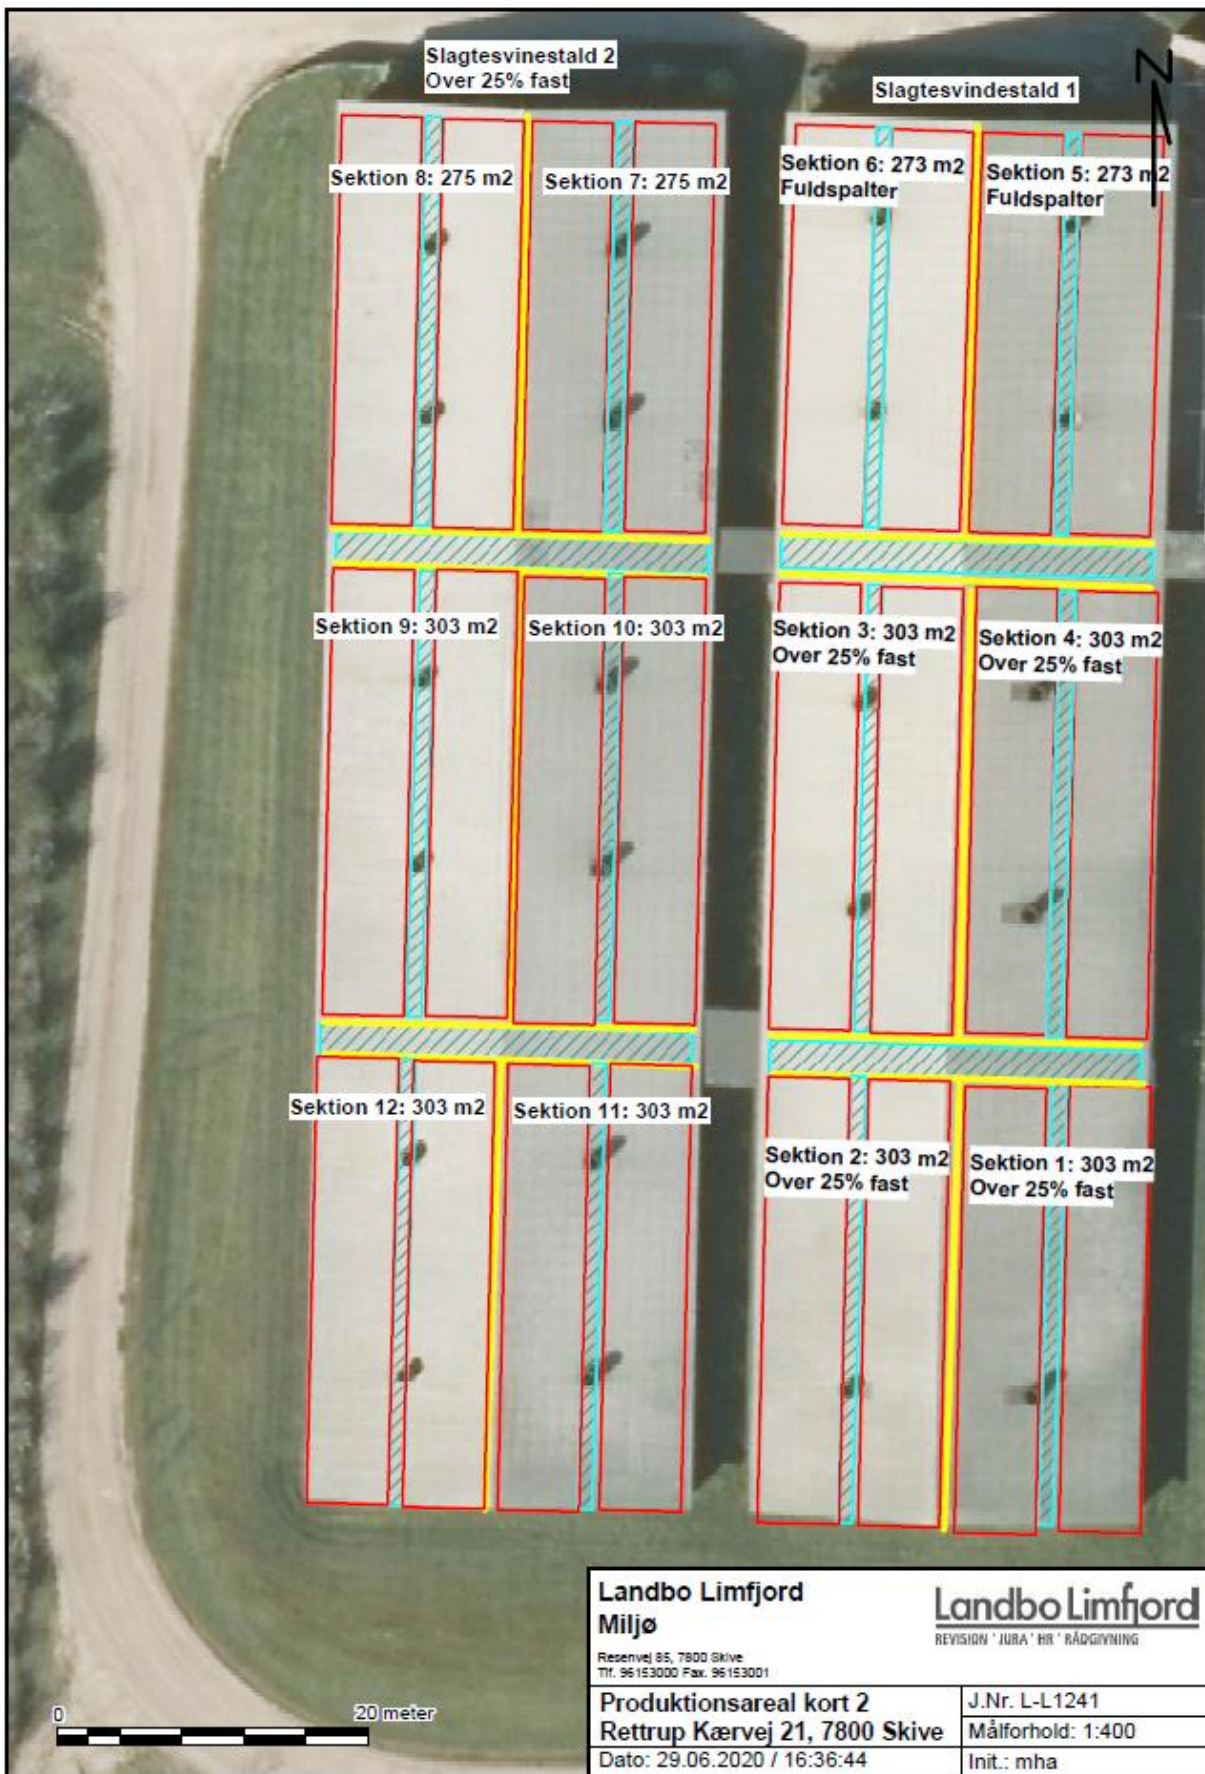 Slagtesvinestald 2
Over 25% fast
Slagtesvindestald 1
N
Sektion 8: 275 m2
Sektion 7: 275 m2
Sektion 6: 273 m2
Fuldspalter
Sektion 5: 273 m2
Fuldspalter
Sektion 9: 303 m2
Sektion 10: 303 m2
Sektion 3: 303 m2
Over 25% fast
Sektion 4: 303 m2
Over 25% fast
Sektion 12: 303 m2
Sektion 11: 303 m2
Sektion 2: 303 m2
Over 25% fast
Sektion 1: 303 m2
Over 25% fast
0 20 meter
Landbo Limfjord
Miljø
Resenvej 85, 7800 Skive
Tlf. 96153000 Fax. 96153001
Landbo Limfjord
REVISION ' JURA ' HR ' RÅDGIVNING
Produktionsareal kort 2
Rettrup Kærvej 21, 7800 Skive
Dato: 29.06.2020 / 16:36:44
J.Nr. L-L1241
Målforhold: 1:400
Init.: mha